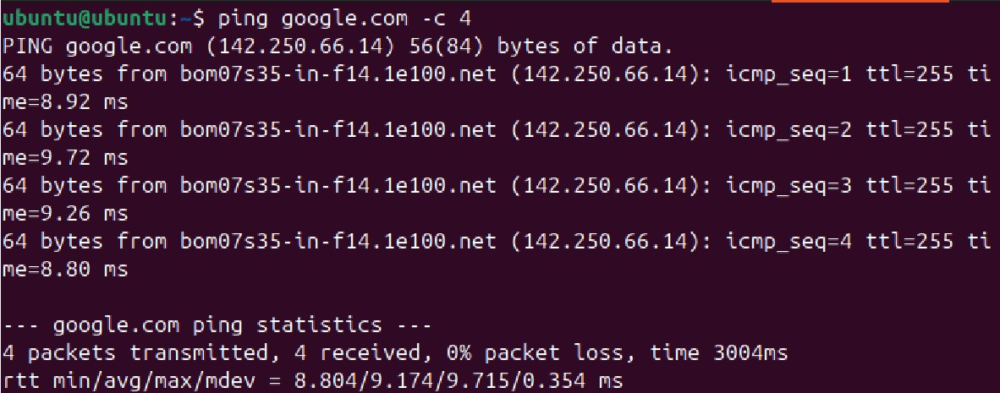 ubuntu@ubuntu:~$ ping google.com -c 4
PING google.com (142.250.66.14) 56(84) bytes of data.
64 bytes from bom07s35-in-f14.1e100.net (142.250.66.14): icmp_seq=1 ttl=255 ti
me=8.92 ms
64 bytes from bom07s35-in-f14.1e100.net (142.250.66.14): icmp_seq=2 ttl=255 ti
me=9.72 ms
64 bytes from bom07s35-in-f14.1e100.net (142.250.66.14): icmp_seq=3 ttl=255 ti
me=9.26 ms
64 bytes from bom07s35-in-f14.1e100.net (142.250.66.14): icmp_seq=4 ttl=255 ti
me=8.80 ms
--- google.com ping statistics ---
4 packets transmitted, 4 received, 0% packet loss, time 3004ms
rtt min/avg/max/mdev = 8.804/9.174/9.715/0.354 ms